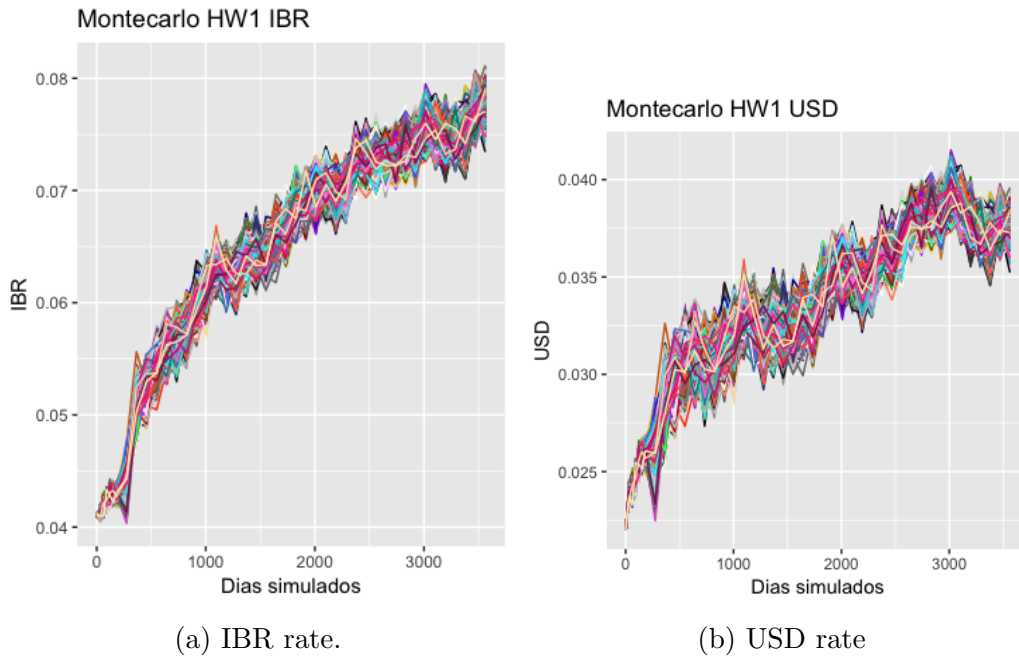 Montecarlo HW1 IBR
0.08
0.07
0.06
0.05
0.04
IBR
0
1000
2000
3000
Dias simulados
(a) IBR rate.
Montecarlo HW1 USD
0.040
0.035
0.030
0.025
USD
0
1000
2000
3000
Dias simulados
(b) USD rate